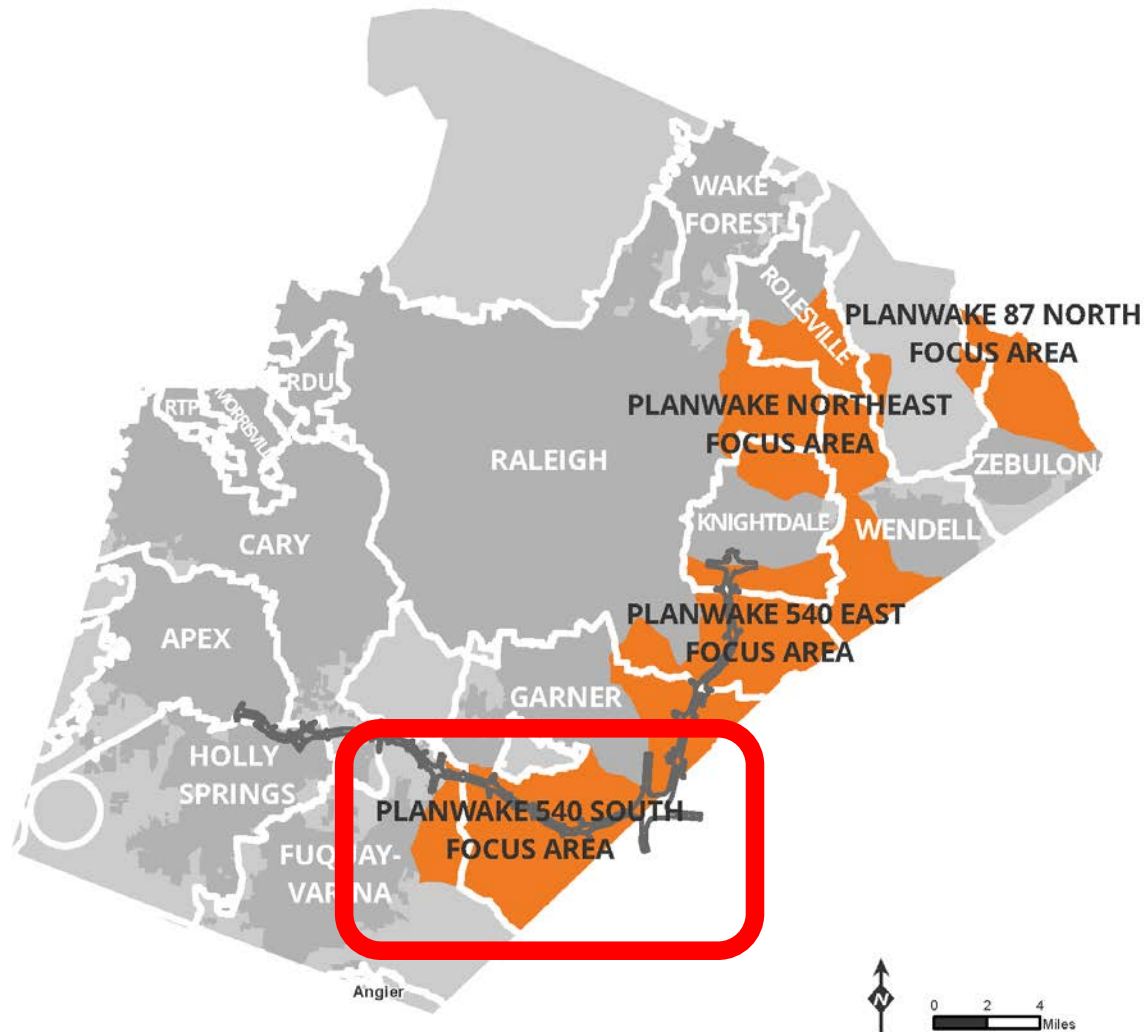 WAKE
FOREST
ROLESVILLE
PLANWAKE 87 NORTH
FOCUS AREA
RDU
RTP
MORRISVILLE
PLANWAKE NORTHEAST
FOCUS AREA
RALEIGH
ZEBULON
KNIGHTDALE
WENDELL
CARY
PLANWAKE 540 EAST
FOCUS AREA
APEX
GARNER
HOLLY
SPRINGS
PLANWAKE 540 SOUTH
FOCUS AREA
FUQUAY-
VARINA
Angier
N
0 2 4
Miles